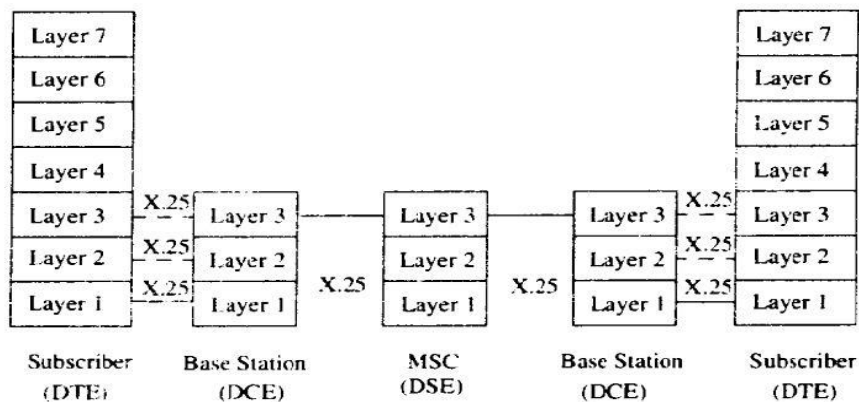 Layer 7 Layer 7
Layer 6 Layer 6
Layer 5 Layer 5
Layer 4 Layer 4
X.25 X.25
Layer 3 Layer 3 Layer 3 Layer 3 Layer 3
X.25 X.25
Layer 2 Layer 2 Layer 2 Layer 2 Layer 2
X.25 X.25 X.25 X.25
Layer 1 Layer 1 Layer 1 Layer 1 Layer 1
Subscriber Base Station MSC Base Station Subscriber
(DTE) (DCE) (DSE) (DCE) (DTE)